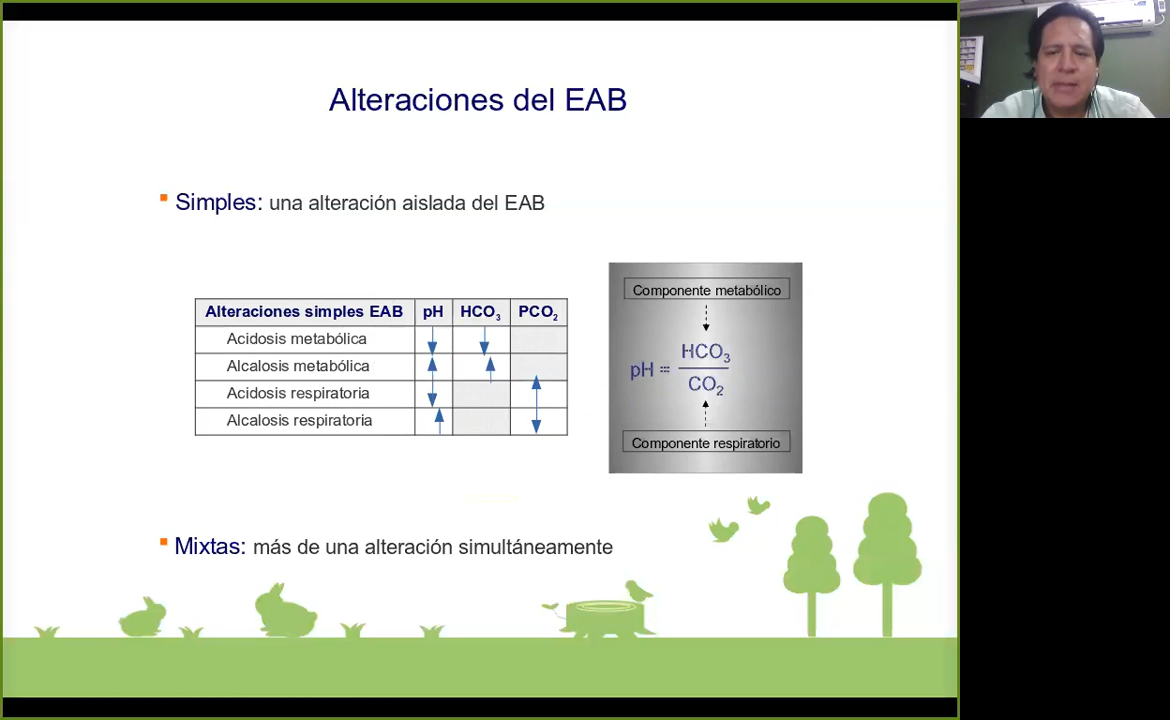 Alteraciones del EAB
Simples: una alteración aislada del EAB
Alteraciones simples EAB pH HCO3 PCO2
Acidosis metabólica
Alcalosis metabólica
Acidosis respiratoria
Alcalosis respiratoria
Componente metabólico
pH = HCO3
CO2
Componente respiratorio
Mixtas: más de una alteración simultáneamente